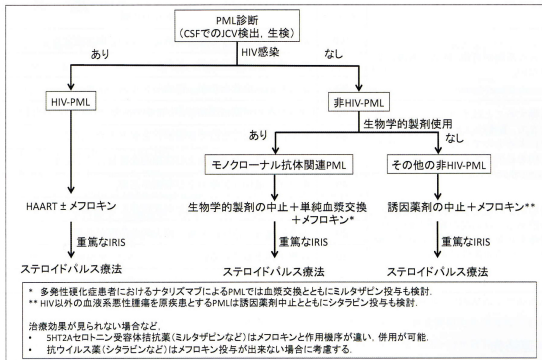 PML診断
(CSFでのJCV検出, 生検)
HIV感染
あり
なし
HIV-PML
非HIV-PML
生物学的製剤使用
あり
なし
モノクローナル抗体関連PML
その他の非HIV-PML
HAART ± メフロキン
生物学的製剤の中止＋単純血漿交換
＋メフロキン*
誘因薬剤の中止＋メフロキン**
重篤なIRIS
重篤なIRIS
重篤なIRIS
ステロイドパルス療法
ステロイドパルス療法
ステロイドパルス療法
* 多発性硬化症患者におけるナタリズマブによるPMLでは血漿交換とともにミルタザピン投与も検討.
** HIV以外の血液系悪性腫瘍を原疾患とするPMLは誘因薬剤中止とともにシタラビン投与も検討.
治療効果が見られない場合など,
• 5HT2Aセロトニン受容体拮抗薬(ミルタザピンなど)はメフロキンと作用機序が違い, 併用が可能.
• 抗ウイルス薬(シタラビンなど)はメフロキン投与が出来ない場合に考慮する.